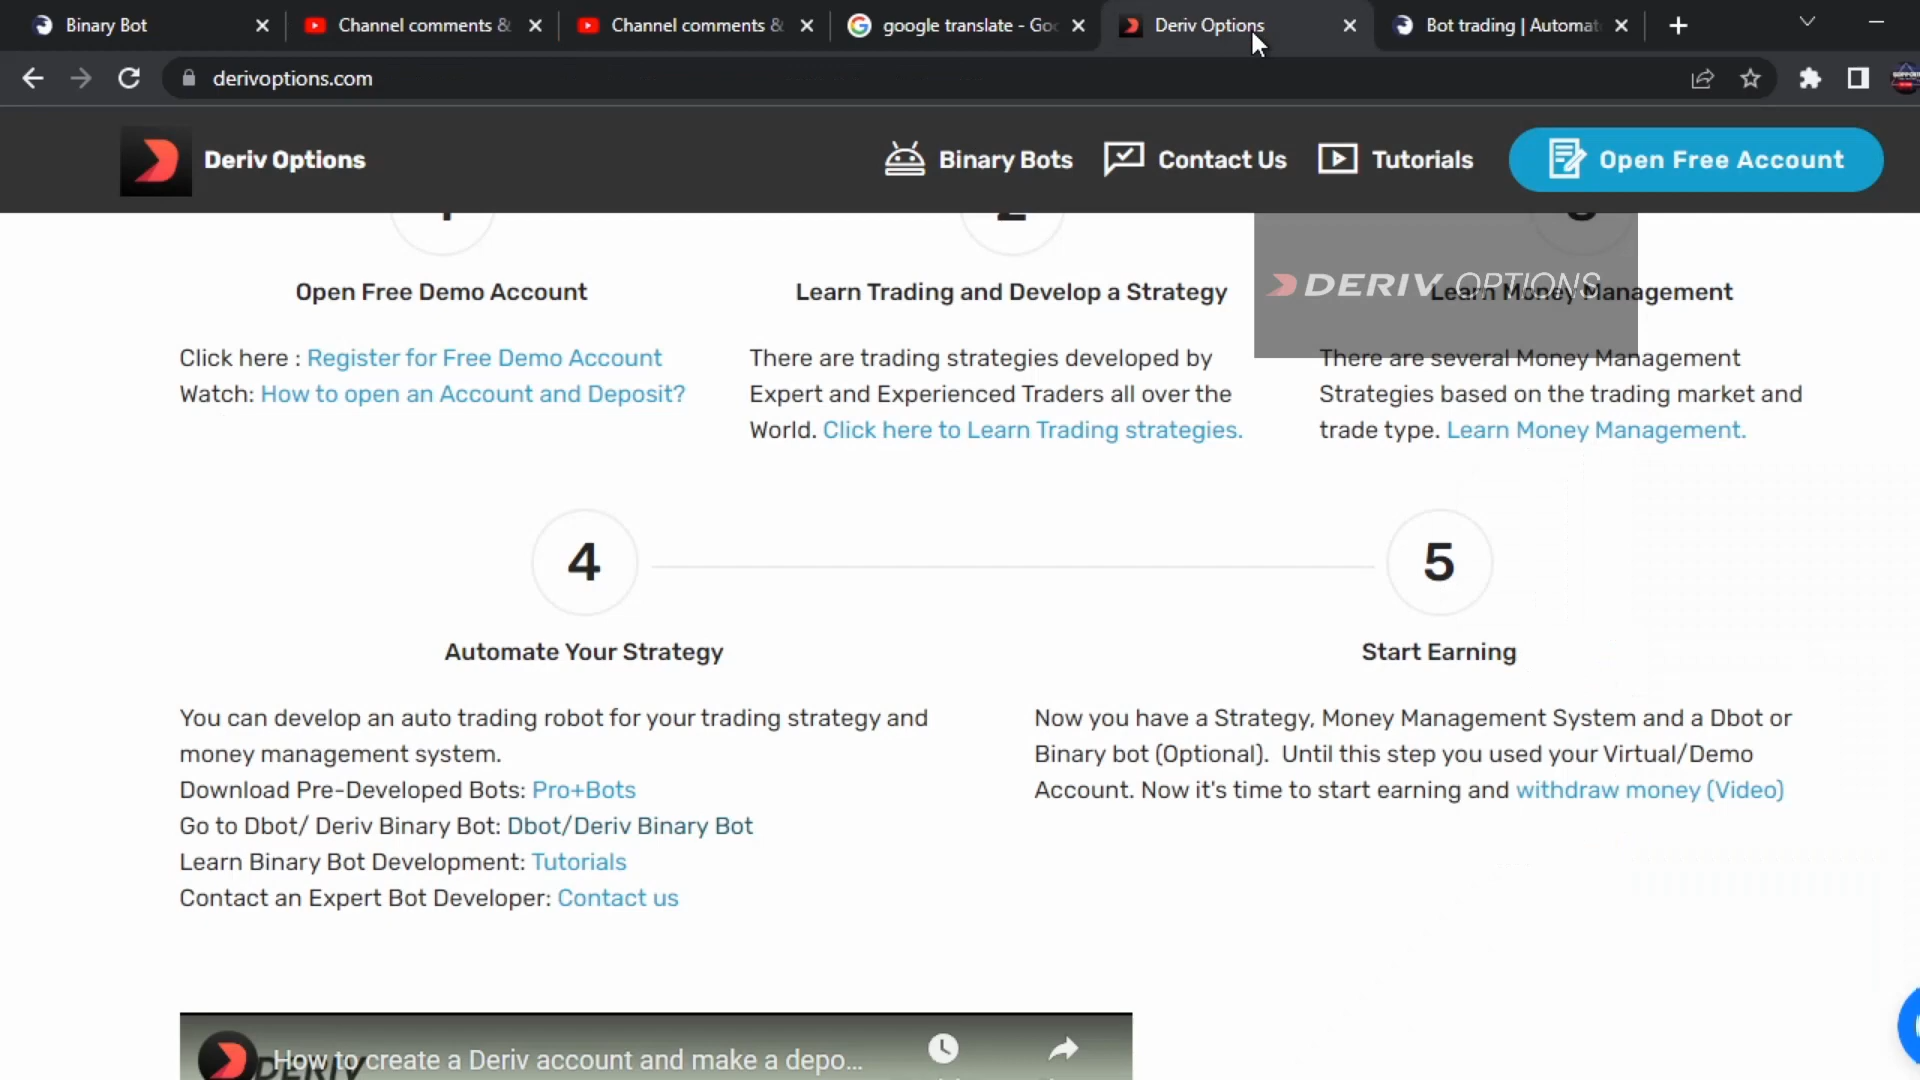 Binary Bot
Channel comments &
Channel comments &
google translate - Goo
Deriv Options
Bot trading | Automat
derivoptions.com
Deriv Options
Binary Bots
Contact Us
Tutorials
Open Free Account
Open Free Demo Account
Click here : Register for Free Demo Account
Watch: How to open an Account and Deposit?
2
Learn Trading and Develop a Strategy
There are trading strategies developed by
Expert and Experienced Traders all over the
World. Click here to Learn Trading strategies.
DERIV OPTIONS
Learn Money Management
There are several Money Management
Strategies based on the trading market and
trade type. Learn Money Management.
4
Automate Your Strategy
You can develop an auto trading robot for your trading strategy and
money management system.
Download Pre-Developed Bots: Pro+Bots
Go to Dbot/ Deriv Binary Bot: Dbot/Deriv Binary Bot
Learn Binary Bot Development: Tutorials
Contact an Expert Bot Developer: Contact us
5
Start Earning
Now you have a Strategy, Money Management System and a Dbot or
Binary bot (Optional). Until this step you used your Virtual/Demo
Account. Now it's time to start earning and withdraw money (Video)
How to create a Deriv account and make a depo...
DERIV